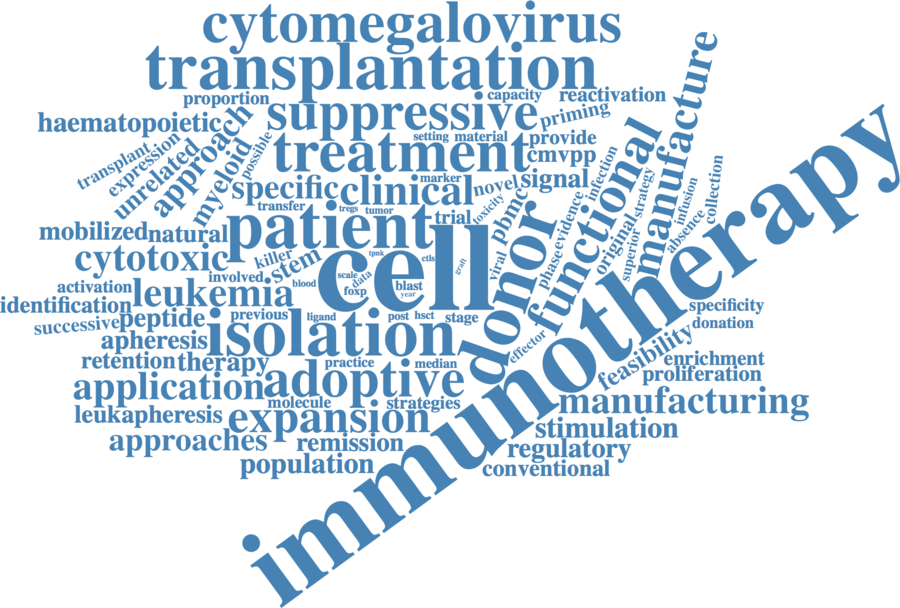 cytomegalovirus
transplantation
proportion
capacity
reactivation
suppressive
priming
haematopoietic
transplant
expression
unrelated
approach
myeloid
possible
setting
material
provide
treatment
cmvpp
specific
clinical
marker
novel
signal
infection
functional
manufacture
strategy
transfer
tregs
tumor
trial
toxicity
pbmc
evidence
phase
original
superior
absence
infusion
collection
mobilized
natural
patient
cell
donor
viral
cytotoxic
killer
stem
involved
blood
scale
data
foxp
tpnk
ctls
graft
blast
year
activation
identification
leukemia
successive
peptide
previous
ligand
post
hsct
stage
immunotherapy
specificity
donation
apheresis
isolation
effector
feasibility
retention
therapy
practice
median
enrichment
proliferation
application
adoptive
molecule
strategies
manufacturing
leukapheresis
expansion
stimulation
approaches
remission
regulatory
population
conventional